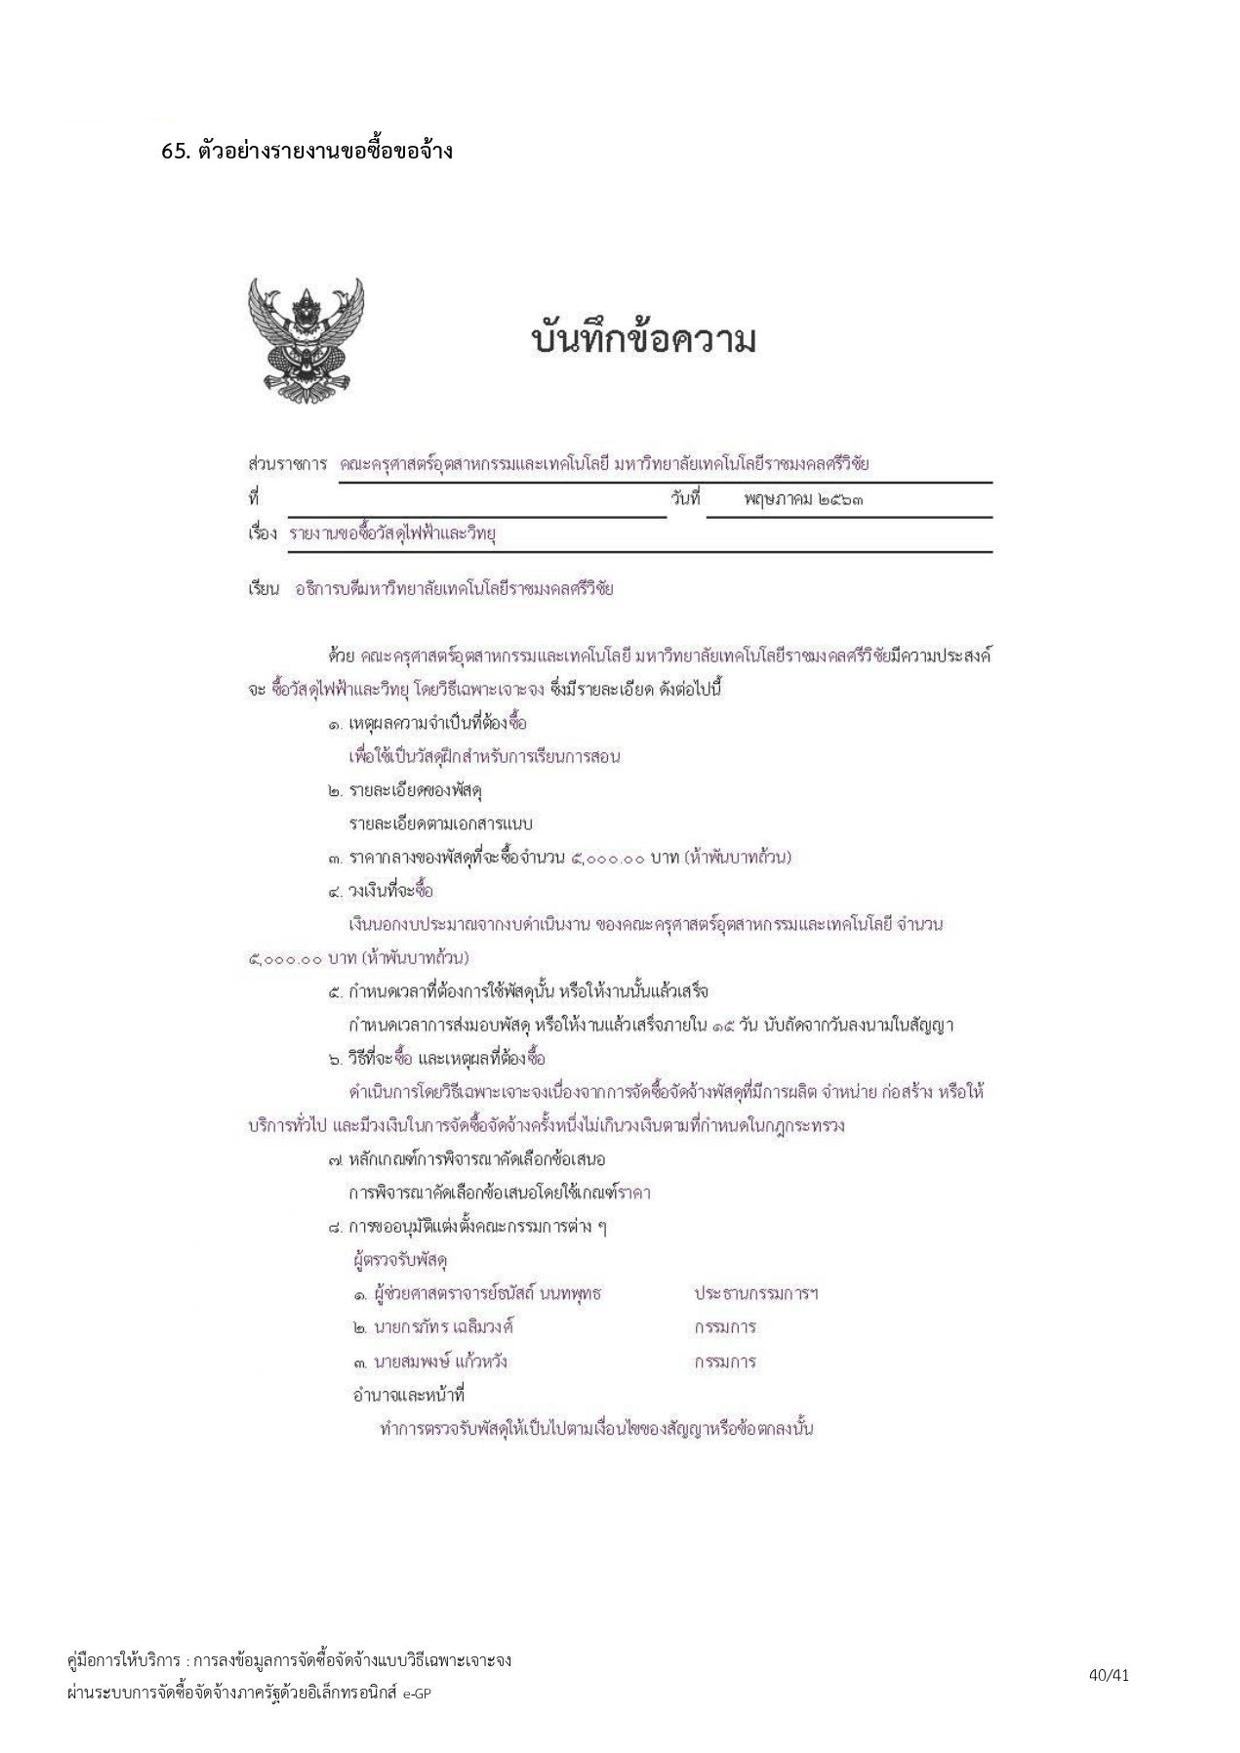 65. ตัวอย่างรายงานขอซื้อขอจ้าง
บันทึกข้อความ
ส่วนราชการ คณะครุศาสตร์อุตสาหกรรมและเทคโนโลยี มหาวิทยาลัยเทคโนโลยีราชมงคลศรีวิชัย
ที่ วันที่ พฤษภาคม ๒๕๖๓
เรื่อง รายงานขอซื้อวัสดุไฟฟ้าและวิทยุ
เรียน อธิการบดีมหาวิทยาลัยเทคโนโลยีราชมงคลศรีวิชัย
ด้วย คณะครุศาสตร์อุตสาหกรรมและเทคโนโลยี มหาวิทยาลัยเทคโนโลยีราชมงคลศรีวิชัยมีความประสงค์
จะ ซื้อวัสดุไฟฟ้าและวิทยุ โดยวิธีเฉพาะเจาะจง ซึ่งมีรายละเอียด ดังต่อไปนี้
๑. เหตุผลความจำเป็นที่ต้องซื้อ
เพื่อใช้เป็นวัสดุฝึกสำหรับการเรียนการสอน
๒. รายละเอียดของพัสดุ
รายละเอียดตามเอกสารแนบ
๓. ราคากลางของพัสดุที่จะซื้อจำนวน ๕,๐๐๐.๐๐ บาท (ห้าพันบาทถ้วน)
๔. วงเงินที่จะซื้อ
เงินนอกงบประมาณจากงบดำเนินงาน ของคณะครุศาสตร์อุตสาหกรรมและเทคโนโลยี จำนวน
๕,๐๐๐.๐๐ บาท (ห้าพันบาทถ้วน)
๕. กำหนดเวลาที่ต้องการใช้พัสดุนั้น หรือให้งานนั้นแล้วเสร็จ
กำหนดเวลาการส่งมอบพัสดุ หรือให้งานแล้วเสร็จภายใน ๑๕ วัน นับถัดจากวันลงนามในสัญญา
๖. วิธีที่จะซื้อ และเหตุผลที่ต้องซื้อ
ดำเนินการโดยวิธีเฉพาะเจาะจงเนื่องจากการจัดซื้อจัดจ้างพัสดุที่มีการผลิต จำหน่าย ก่อสร้าง หรือให้
บริการทั่วไป และมีวงเงินในการจัดซื้อจัดจ้างครั้งหนึ่งไม่เกินวงเงินตามที่กำหนดในกฎกระทรวง
๗. หลักเกณฑ์การพิจารณาคัดเลือกข้อเสนอ
การพิจารณาคัดเลือกข้อเสนอโดยใช้เกณฑ์ราคา
๘. การขออนุมัติแต่งตั้งคณะกรรมการต่าง ๆ
ผู้ตรวจรับพัสดุ
๑. ผู้ช่วยศาสตราจารย์ธนัสถ์ นนทพุทธ ประธานกรรมการฯ
๒. นายกรภัทร เฉลิมวงศ์ กรรมการ
๓. นายสมพงษ์ แก้วหวัง กรรมการ
อำนาจและหน้าที่
ทำการตรวจรับพัสดุให้เป็นไปตามเงื่อนไขของสัญญาหรือข้อตกลงนั้น
คู่มือการให้บริการ : การลงข้อมูลการจัดซื้อจัดจ้างแบบวิธีเฉพาะเจาะจง
ผ่านระบบการจัดซื้อจัดจ้างภาครัฐด้วยอิเล็กทรอนิกส์ e-GP
40/41